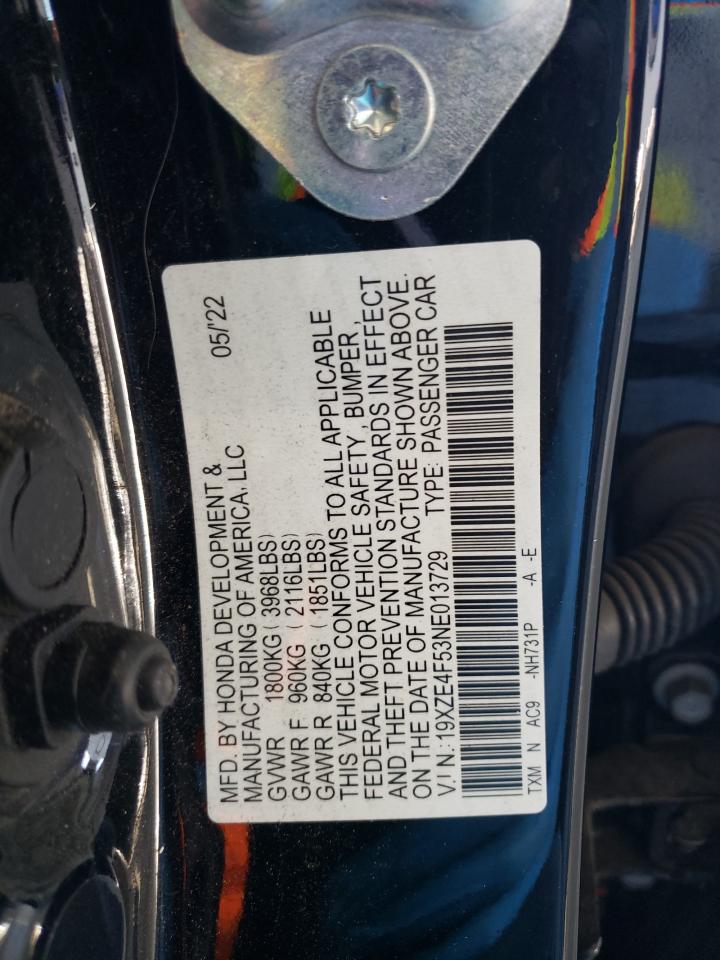 MFD. BY HONDA DEVELOPMENT & 05/'22
MANUFACTURING OF AMERICA, LLC
GVWR 1800KG (3968LBS)
GAWR F 960KG (2116LBS)
GAWR R 840KG (1851LBS)
THIS VEHICLE CONFORMS TO ALL APPLICABLE
FEDERAL MOTOR VEHICLE SAFETY, BUMPER,
AND THEFT PREVENTION STANDARDS IN EFFECT
ON THE DATE OF MANUFACTURE SHOWN ABOVE.
V.I N.:19XZE4F53NE013729 TYPE: PASSENGER CAR
TXM N AC9 -NH731P -A -E